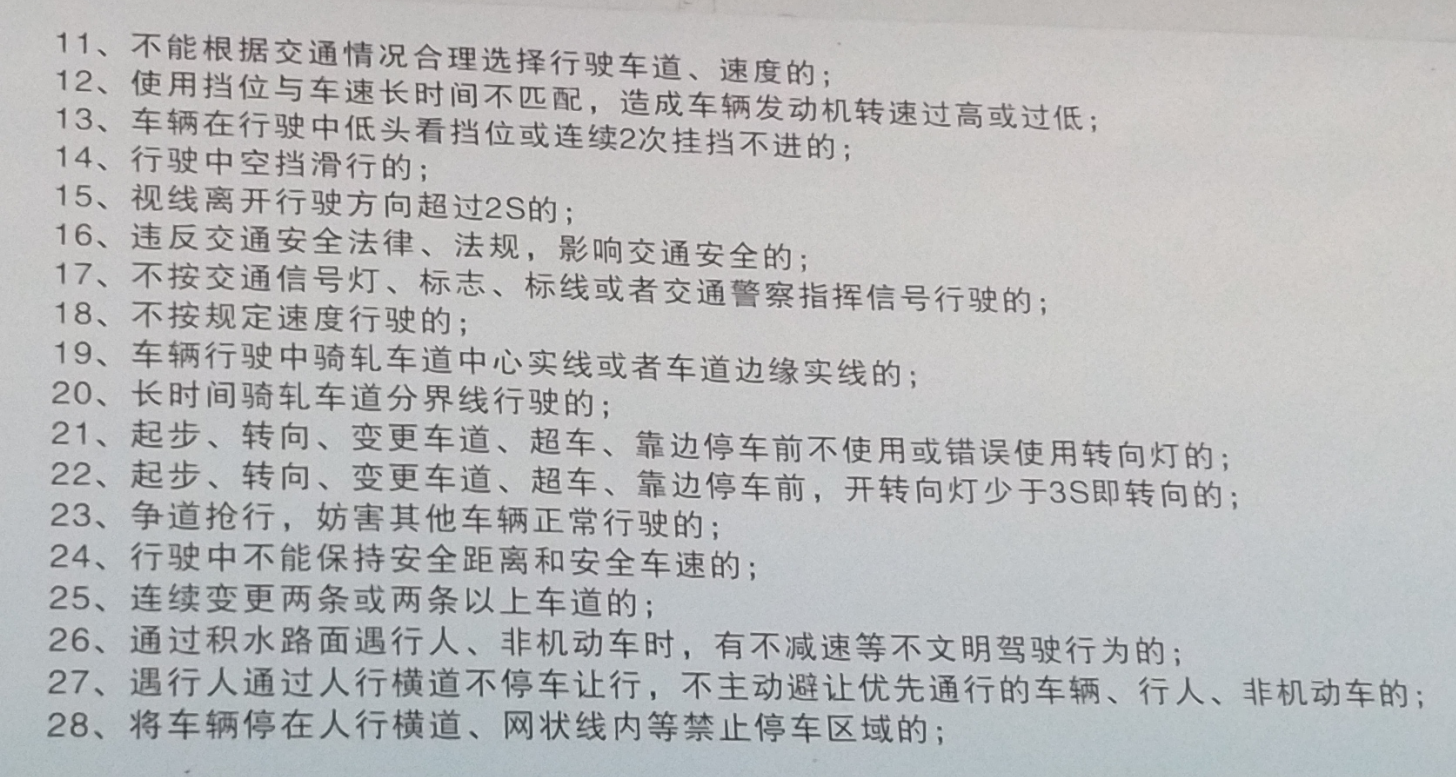 11、不能根据交通情况合理选择行驶车道、速度的；
12、使用挡位与车速长时间不匹配，造成车辆发动机转速过高或过低；
13、车辆在行驶中低头看挡位或连续2次挂挡不进的；
14、行驶中空挡滑行的；
15、视线离开行驶方向超过2S的；
16、违反交通安全法律、法规，影响交通安全的；
17、不按交通信号灯、标志、标线或者交通警察指挥信号行驶的；
18、不按规定速度行驶的；
19、车辆行驶中骑轧车道中心实线或者车道边缘实线的；
20、长时间骑轧车道分界线行驶的；
21、起步、转向、变更车道、超车、靠边停车前不使用或错误使用转向灯的；
22、起步、转向、变更车道、超车、靠边停车前，开转向灯少于3S即转向的；
23、争道抢行，妨害其他车辆正常行驶的；
24、行驶中不能保持安全距离和安全车速的；
25、连续变更两条或两条以上车道的；
26、通过积水路面遇行人、非机动车时，有不减速等不文明驾驶行为的；
27、遇行人通过人行横道不停车让行，不主动避让优先通行的车辆、行人、非机动车的；
28、将车辆停在人行横道、网状线内等禁止停车区域的；